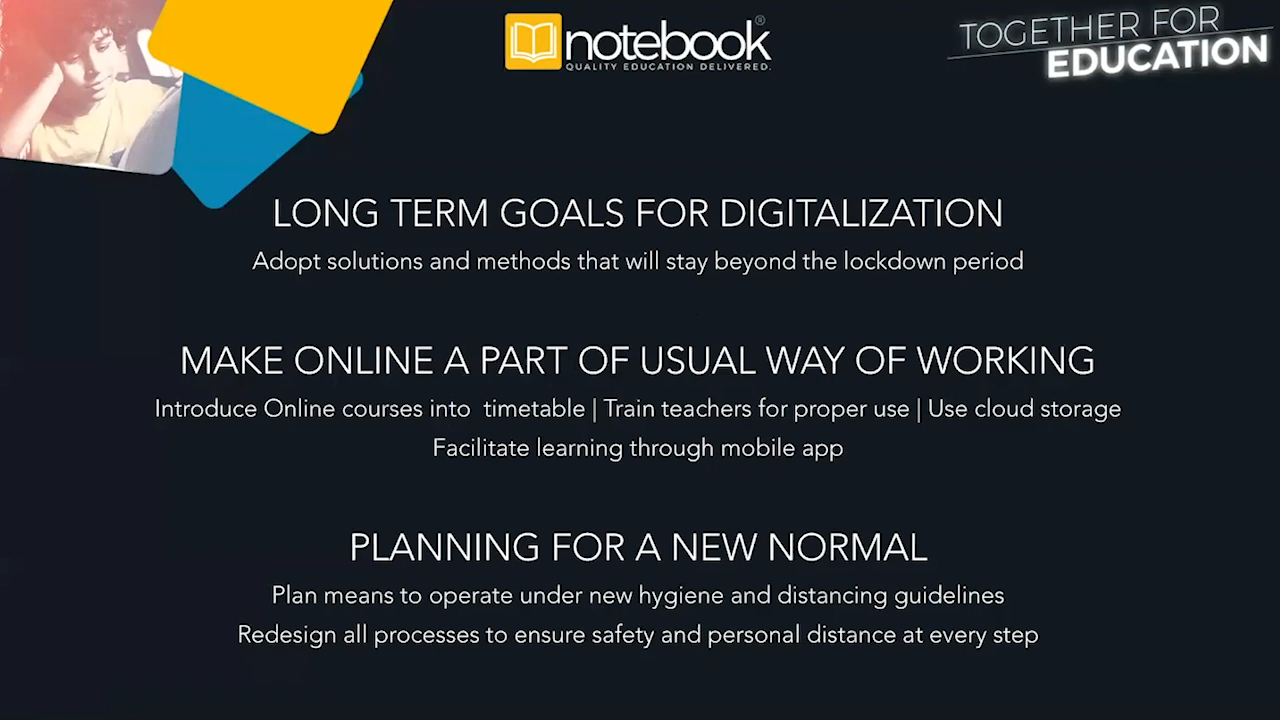 notebook®
QUALITY EDUCATION DELIVERED.
TOGETHER FOR
EDUCATION
LONG TERM GOALS FOR DIGITALIZATION
Adopt solutions and methods that will stay beyond the lockdown period
MAKE ONLINE A PART OF USUAL WAY OF WORKING
Introduce Online courses into  timetable | Train teachers for proper use | Use cloud storage
Facilitate learning through mobile app
PLANNING FOR A NEW NORMAL
Plan means to operate under new hygiene and distancing guidelines
Redesign all processes to ensure safety and personal distance at every step